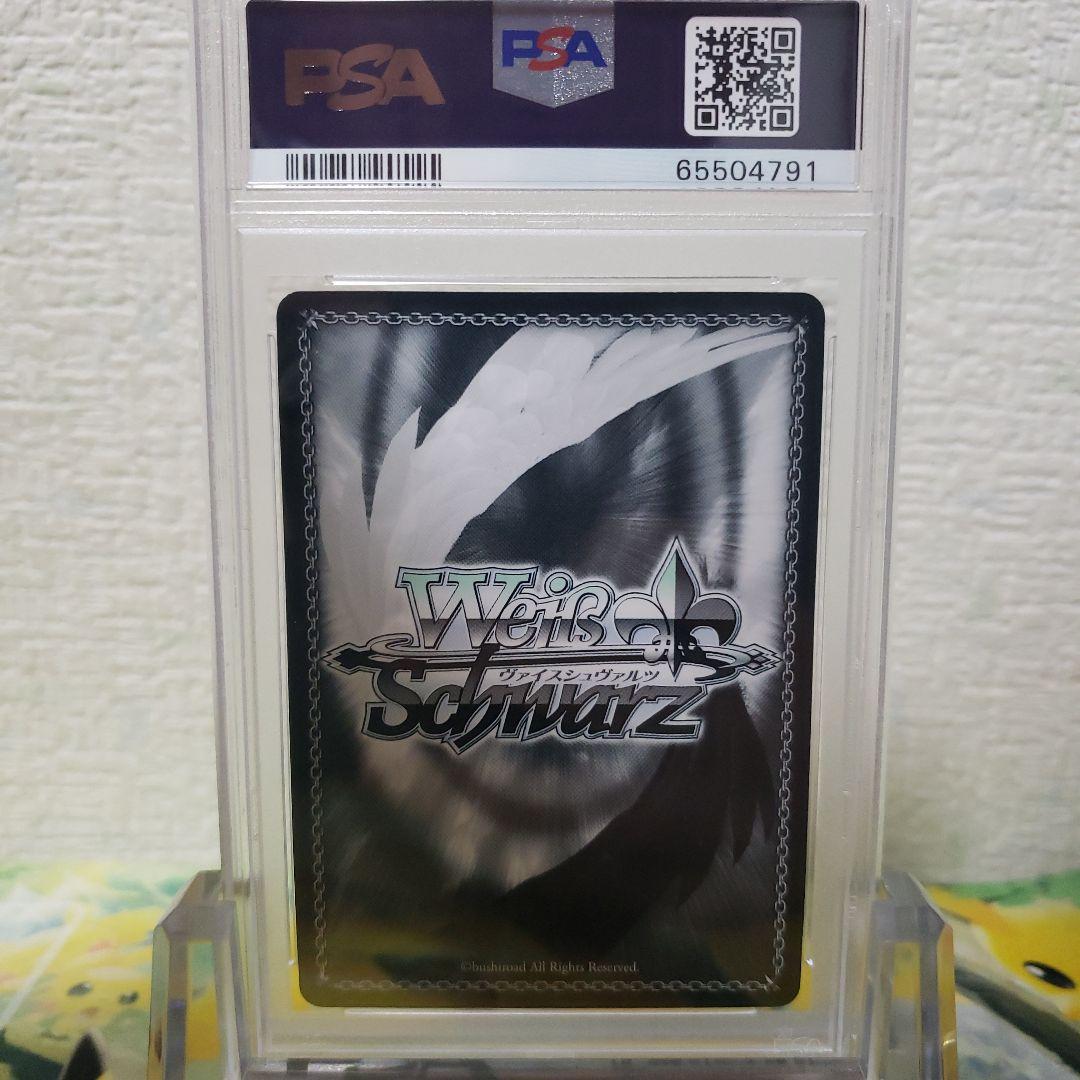 PSA
PSA
65504791
Weiß
ヴァイスシュヴァルツ
Schwarz
©bushiroad All Rights Reserved.